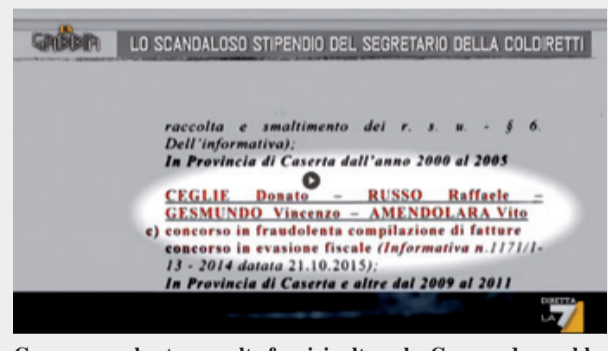 LA
GABBIA
LO SCANDALOSO STIPENDIO DEL SEGRETARIO DELLA COLDIRETTI
raccolta e smaltimento dei r. s. u. - § 6.
Dell'informativa);
In Provincia di Caserta dall'anno 2000 al 2005
CEGLIE Donato – RUSSO Raffaele –
GESMUNDO Vincenzo – AMENDOLARA Vito
c) concorso in fraudolenta compilazione di fatture
concorso in evasione fiscale (Informativa n.1171/1-
13 - 2014 datata 21.10.2015);
In Provincia di Caserta e altre dal 2009 al 2011
DIRETTA
LA7